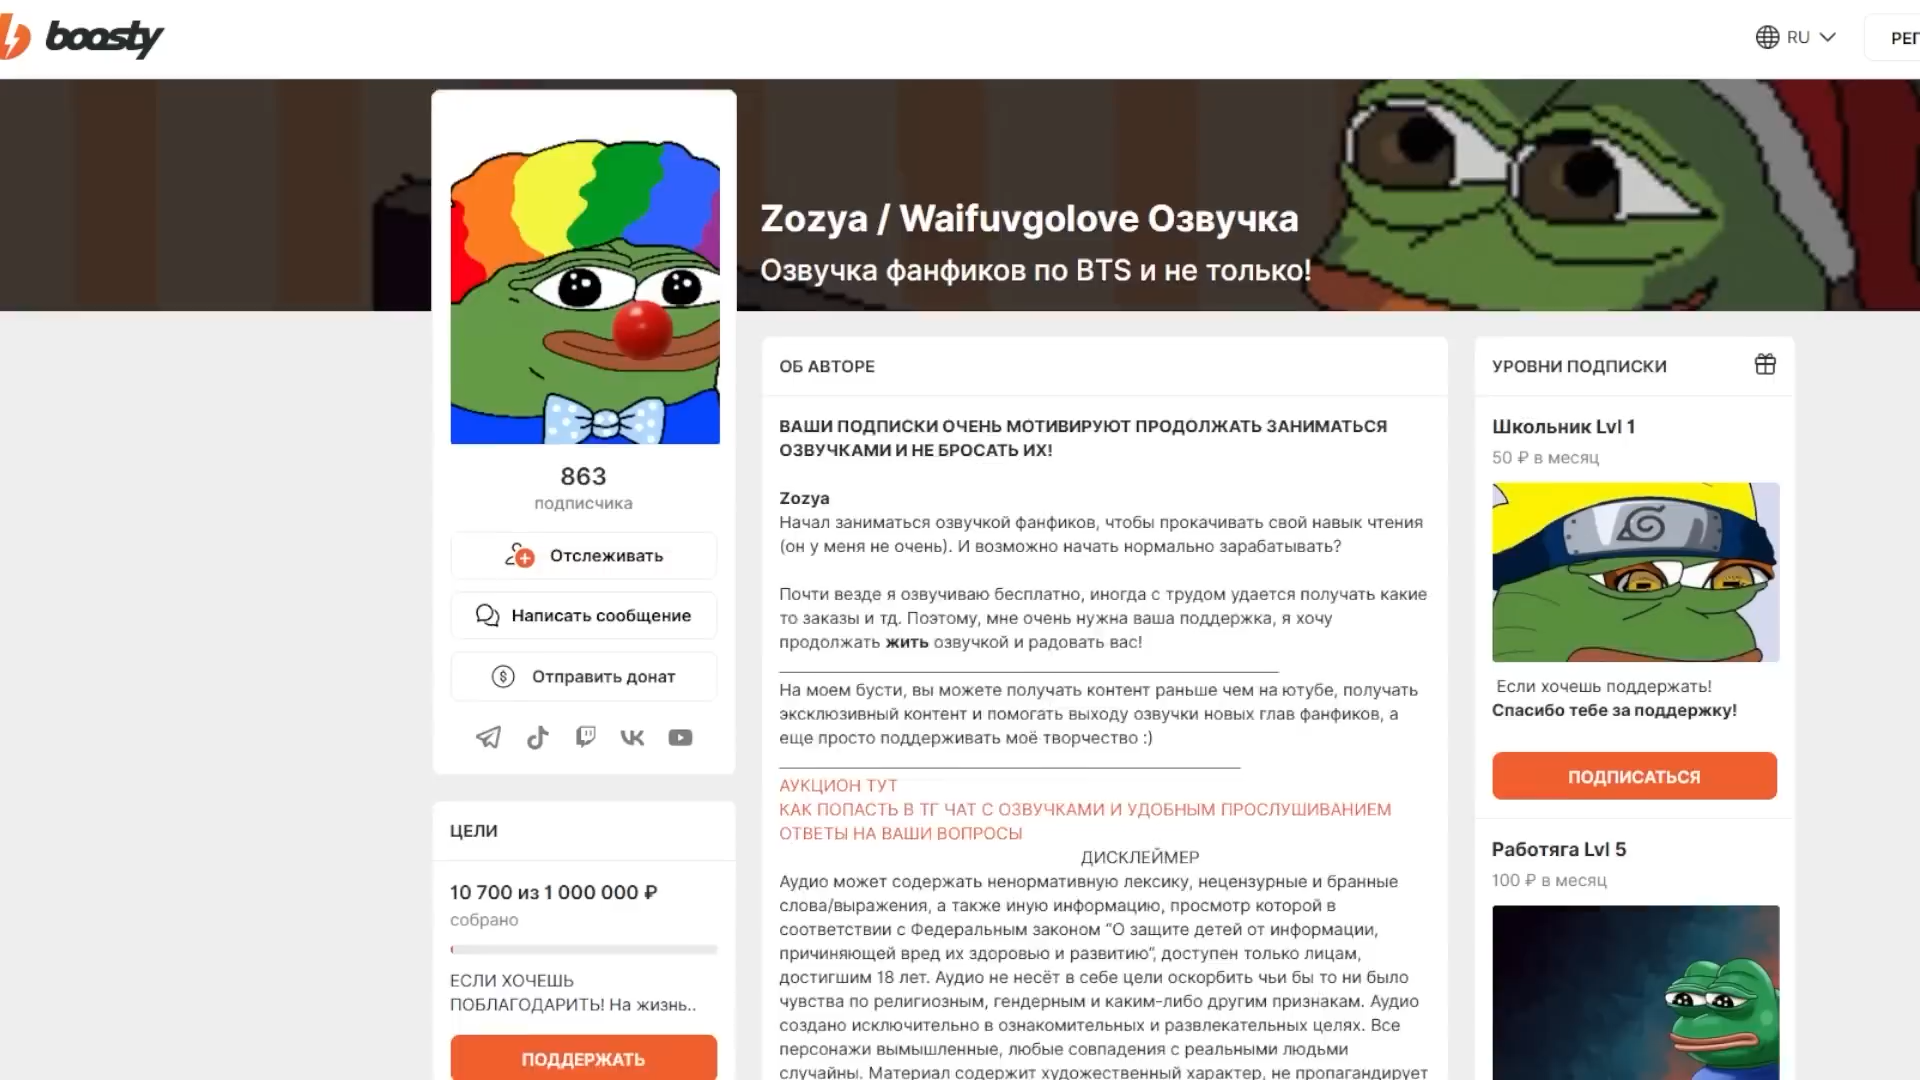 boosty
RU
РЕГ
Zozya / Waifuvgolove Озвучка
Озвучка фанфиков по BTS и не только!
863
подписчика
Отслеживать
Написать сообщение
Отправить донат
ЦЕЛИ
10 700 из 1 000 000 ₽
собрано
ЕСЛИ ХОЧЕШЬ
ПОБЛАГОДАРИТЬ! На жизнь..
ПОДДЕРЖАТЬ
ОБ АВТОРЕ
ВАШИ ПОДПИСКИ ОЧЕНЬ МОТИВИРУЮТ ПРОДОЛЖАТЬ ЗАНИМАТЬСЯ
ОЗВУЧКАМИ И НЕ БРОСАТЬ ИХ!
Zozya
Начал заниматься озвучкой фанфиков, чтобы прокачивать свой навык чтения
(он у меня не очень). И возможно начать нормально зарабатывать?
Почти везде я озвучиваю бесплатно, иногда с трудом удается получать какие
то заказы и тд. Поэтому, мне очень нужна ваша поддержка, я хочу
продолжать жить озвучкой и радовать вас!
На моем бусти, вы можете получать контент раньше чем на ютубе, получать
эксклюзивный контент и помогать выходу озвучки новых глав фанфиков, а
еще просто поддерживать моё творчество :)
АУКЦИОН ТУТ
КАК ПОПАСТЬ В ТГ ЧАТ С ОЗВУЧКАМИ И УДОБНЫМ ПРОСЛУШИВАНИЕМ
ОТВЕТЫ НА ВАШИ ВОПРОСЫ
ДИСКЛЕЙМЕР
Аудио может содержать ненормативную лексику, нецензурные и бранные
слова/выражения, а также иную информацию, просмотр которой в
соответствии с Федеральным законом “О защите детей от информации,
причиняющей вред их здоровью и развитию”, доступен только лицам,
достигшим 18 лет. Аудио не несёт в себе цели оскорбить чьи бы то ни было
чувства по религиозным, гендерным и каким-либо другим признакам. Аудио
создано исключительно в ознакомительных и развлекательных целях. Все
персонажи вымышленные, любые совпадения с реальными людьми
случайны. Материал содержит художественный характер, не пропагандирует
УРОВНИ ПОДПИСКИ
Школьник Lvl 1
50 ₽ в месяц
Если хочешь поддержать!
Спасибо тебе за поддержку!
ПОДПИСАТЬСЯ
Работяга Lvl 5
100 ₽ в месяц